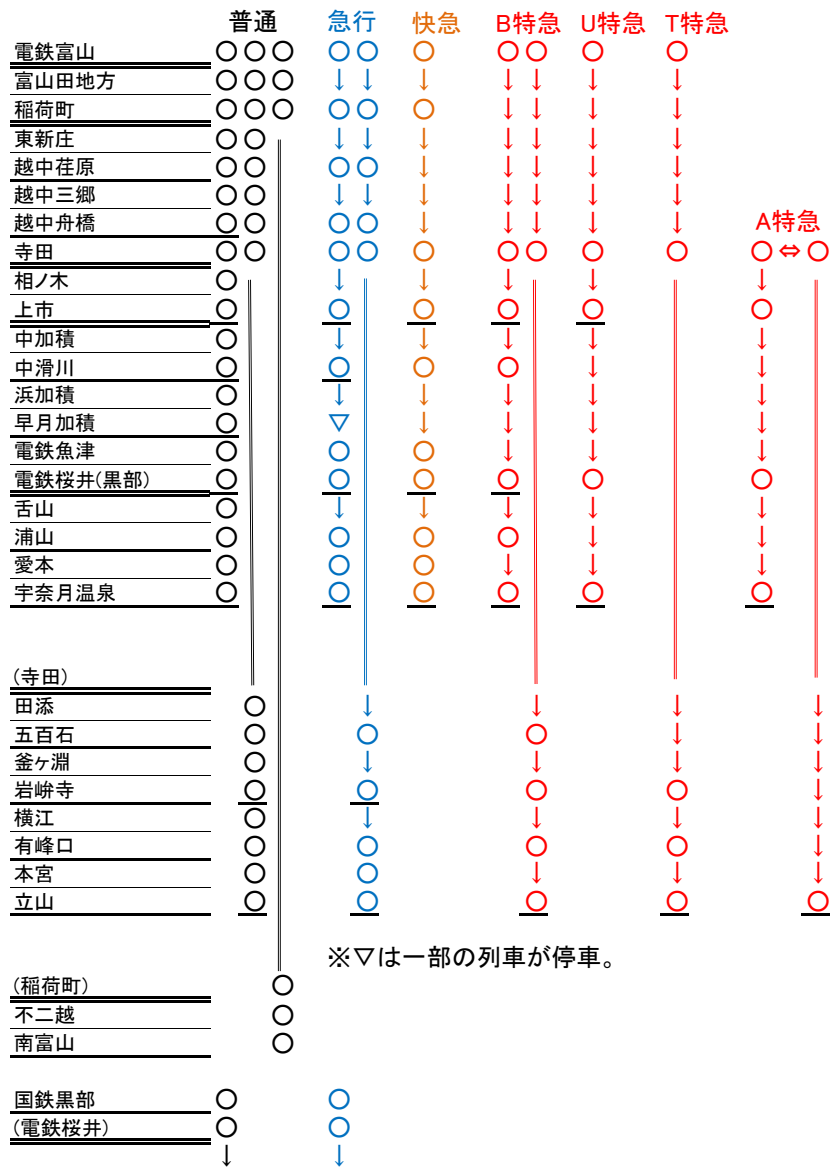 普通 急行 快急 B特急 U特急 T特急
電鉄富山
富山田地方
稲荷町
東新庄
越中荏原
越中三郷
越中舟橋
A特急
寺田 ⇔
相ノ木
上市
中加積
中滑川
浜加積
早月加積 ▽
電鉄魚津
電鉄桜井(黒部)
舌山
浦山
愛本
宇奈月温泉
(寺田)
田添
五百石
釜ヶ淵
岩峅寺
横江
有峰口
本宮
立山
※▽は一部の列車が停車。
(稲荷町)
不二越
南富山
国鉄黒部
(電鉄桜井)